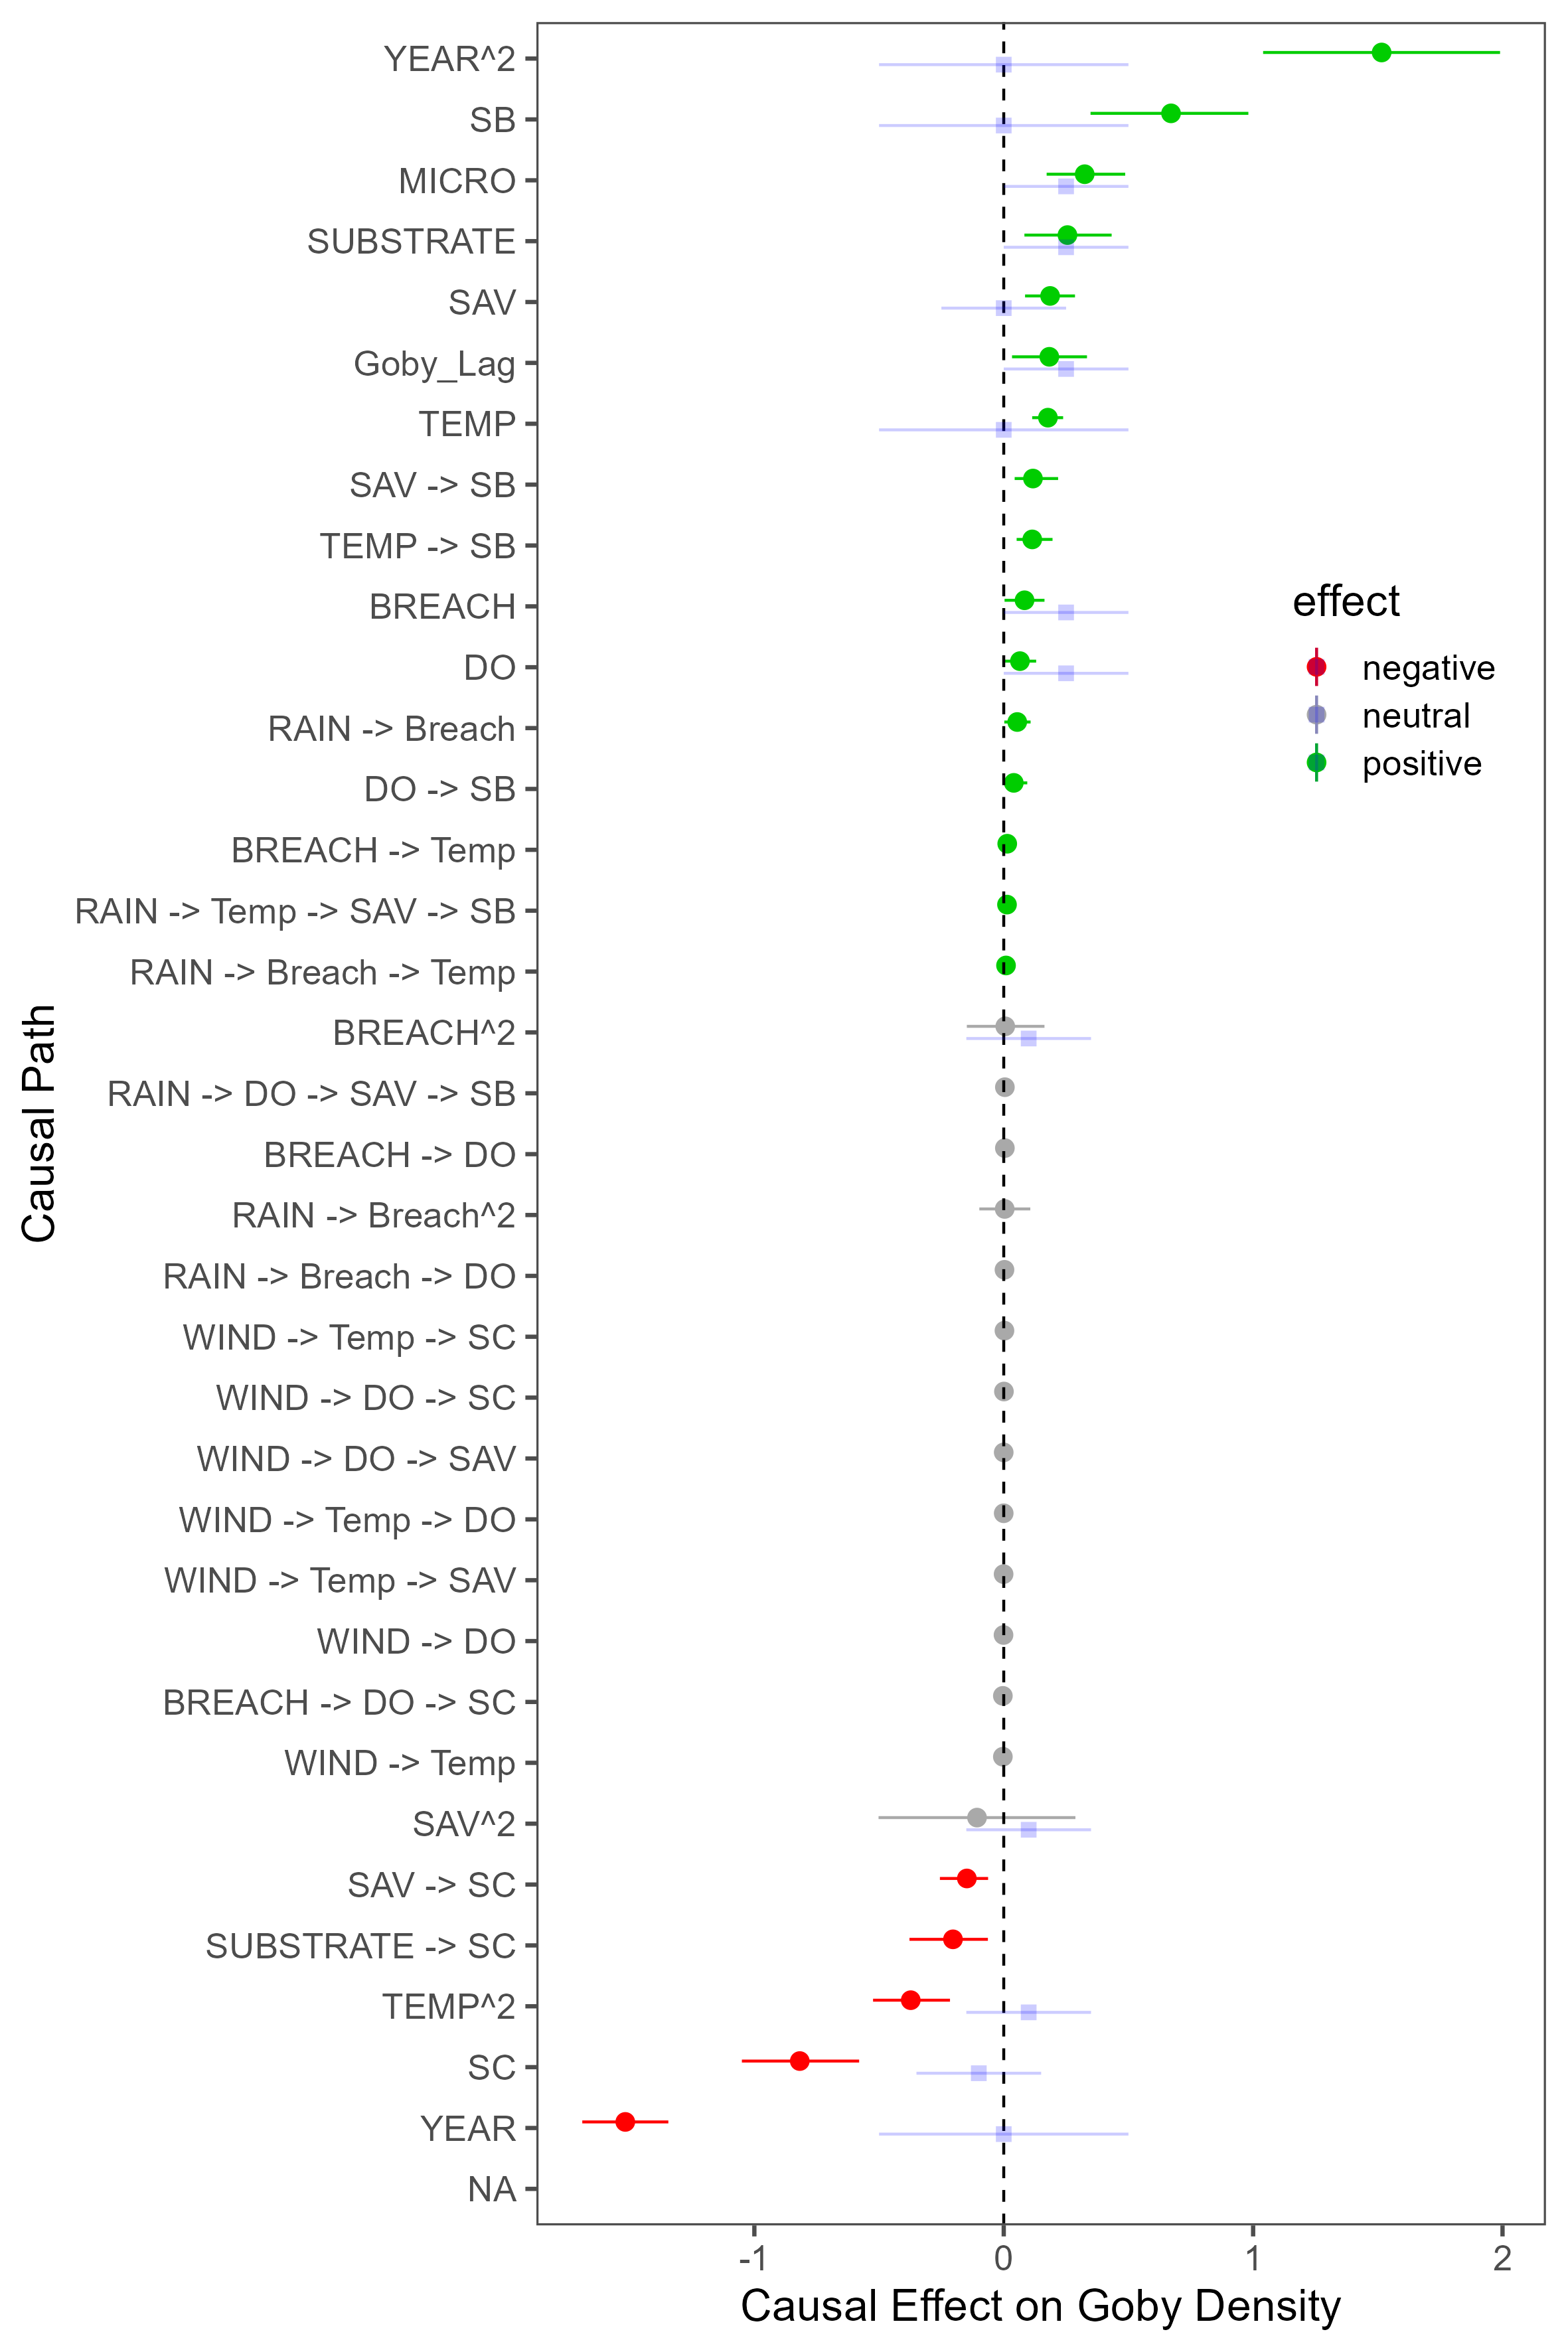 YEAR^2
SB
MICRO
SUBSTRATE
SAV
Goby_Lag
TEMP
SAV -> SB
TEMP -> SB
BREACH
DO
RAIN -> Breach
DO -> SB
BREACH -> Temp
RAIN -> Temp -> SAV -> SB
RAIN -> Breach -> Temp
BREACH^2
RAIN -> DO -> SAV -> SB
BREACH -> DO
RAIN -> Breach^2
RAIN -> Breach -> DO
WIND -> Temp -> SC
WIND -> DO -> SC
WIND -> DO -> SAV
WIND -> Temp -> DO
WIND -> Temp -> SAV
WIND -> DO
BREACH -> DO -> SC
WIND -> Temp
SAV^2
SAV -> SC
SUBSTRATE -> SC
TEMP^2
SC
YEAR
NA
Causal Path
effect
negative
neutral
positive
-1 0 1 2
Causal Effect on Goby Density